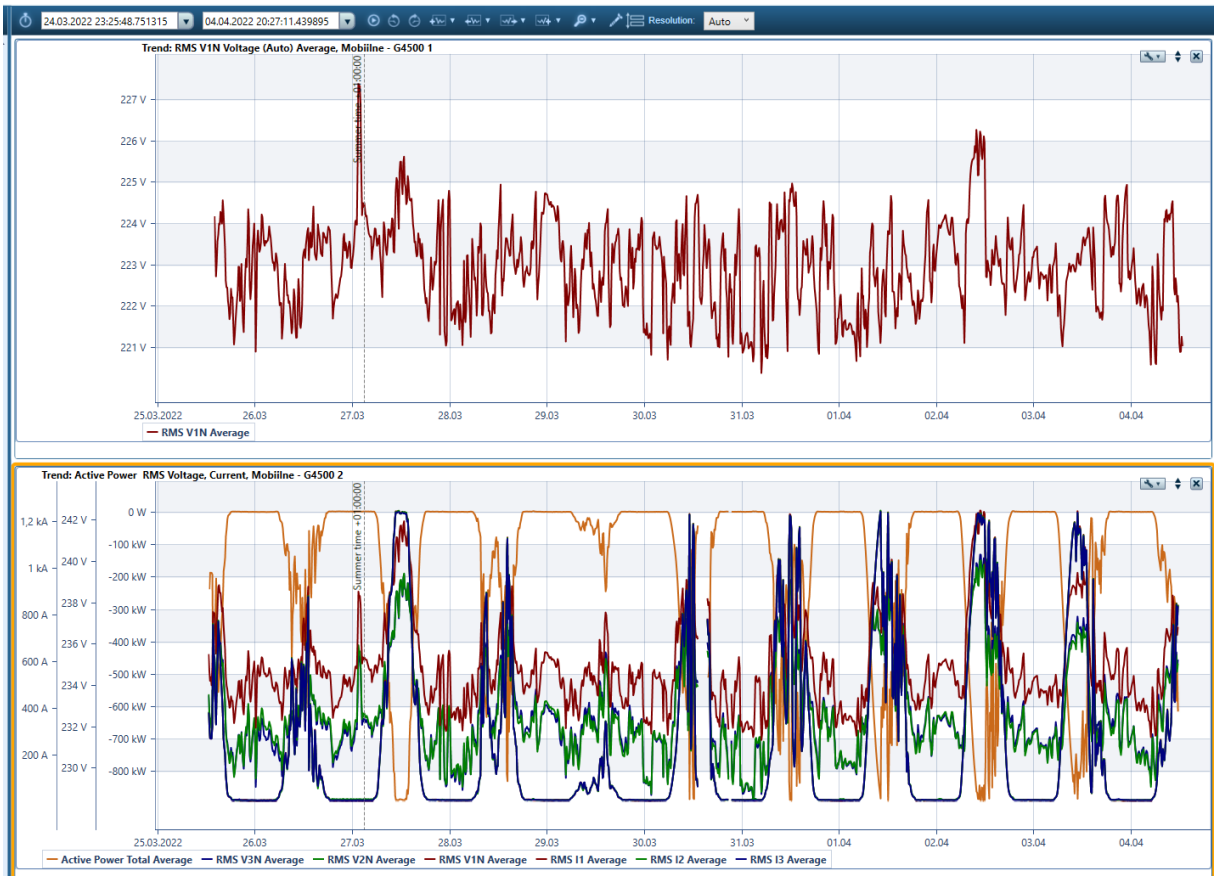 24.03.2022 23:25:48.751315 04.04.2022 20:27:11.439895 Resolution: Auto
Trend: RMS V1N Voltage (Auto) Average, Mobiilne - G4500 1
Summer time +01:00:00
227 V
226 V
225 V
224 V
223 V
222 V
221 V
25.03.2022 26.03 27.03 28.03 29.03 30.03 31.03 01.04 02.04 03.04 04.04
RMS V1N Average
Trend: Active Power RMS Voltage, Current, Mobiilne - G4500 2
Summer time +01:00:00
1,2 kA
1 kA
800 A
600 A
400 A
200 A
242 V
240 V
238 V
236 V
234 V
232 V
230 V
0 W
-100 kW
-200 kW
-300 kW
-400 kW
-500 kW
-600 kW
-700 kW
-800 kW
25.03.2022 26.03 27.03 28.03 29.03 30.03 31.03 01.04 02.04 03.04 04.04
Active Power Total Average RMS V3N Average RMS V2N Average RMS V1N Average RMS I1 Average RMS I2 Average RMS I3 Average